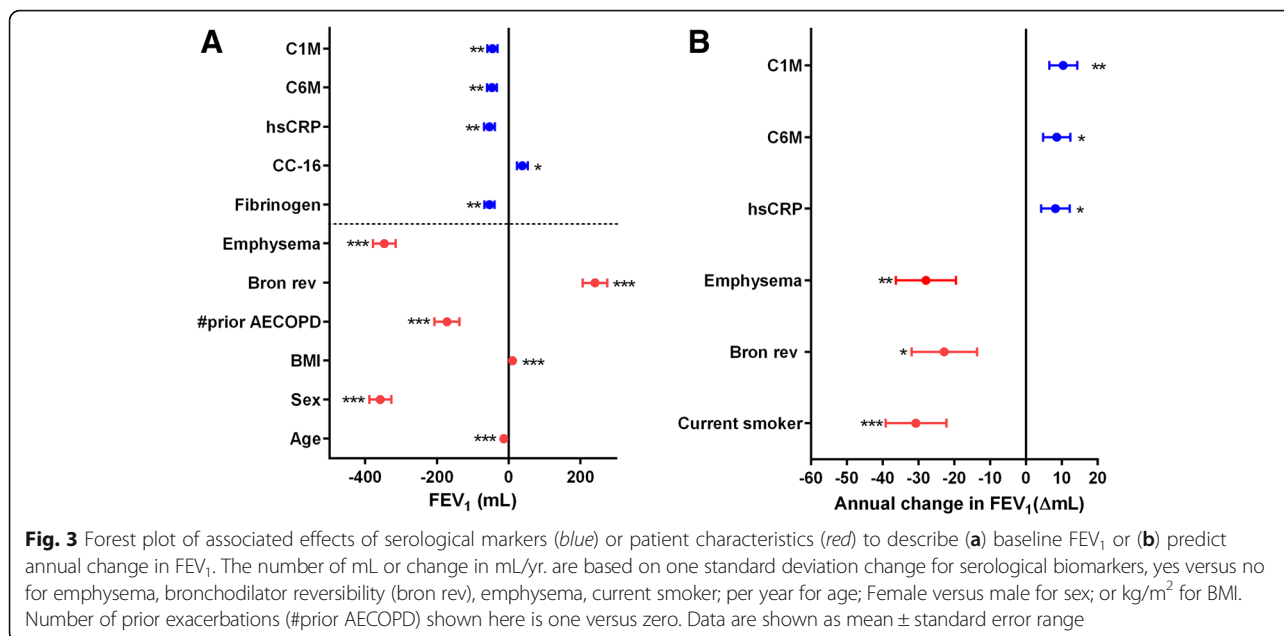 A
C1M **
C6M **
hsCRP **
CC-16 *
Fibrinogen **
Emphysema ***
Bron rev ***
#prior AECOPD ***
BMI ***
Sex ***
Age ***
-400 -200 0 200
FEV₁ (mL)
B
C1M **
C6M *
hsCRP *
Emphysema **
Bron rev *
Current smoker ***
-60 -50 -40 -30 -20 -10 0 10 20
Annual change in FEV₁(ΔmL)
Fig. 3 Forest plot of associated effects of serological markers (blue) or patient characteristics (red) to describe (a) baseline FEV₁ or (b) predict
annual change in FEV₁. The number of mL or change in mL/yr. are based on one standard deviation change for serological biomarkers, yes versus no
for emphysema, bronchodilator reversibility (bron rev), emphysema, current smoker; per year for age; Female versus male for sex; or kg/m² for BMI.
Number of prior exacerbations (#prior AECOPD) shown here is one versus zero. Data are shown as mean ± standard error range